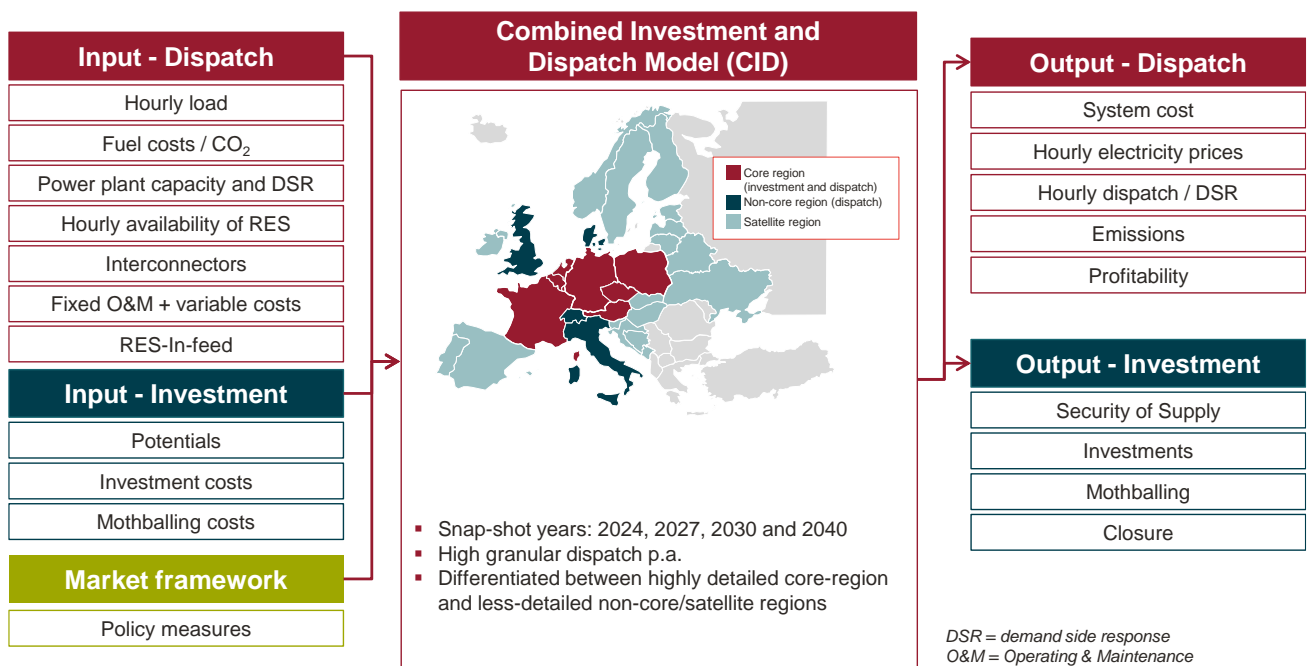 Input - Dispatch
Hourly load
Fuel costs / CO₂
Power plant capacity and DSR
Hourly availability of RES
Interconnectors
Fixed O&M + variable costs
RES-In-feed
Input - Investment
Potentials
Investment costs
Mothballing costs
Market framework
Policy measures
Combined Investment and
Dispatch Model (CID)
Core region
(investment and dispatch)
Non-core region (dispatch)
Satellite region
▪ Snap-shot years: 2024, 2027, 2030 and 2040
▪ High granular dispatch p.a.
▪ Differentiated between highly detailed core-region
and less-detailed non-core/satellite regions
Output - Dispatch
System cost
Hourly electricity prices
Hourly dispatch / DSR
Emissions
Profitability
Output - Investment
Security of Supply
Investments
Mothballing
Closure
DSR = demand side response
O&M = Operating & Maintenance